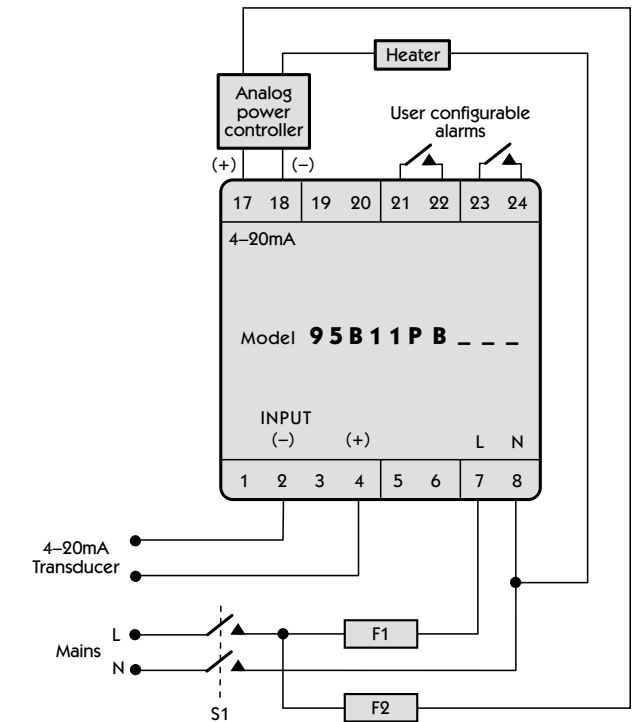 Heater
Analog
power
controller
User configurable
alarms
(+) (–)
17 18 19 20 21 22 23 24
4–20mA
Model 95B11PB _ _ _
INPUT
(–) (+) L N
1 2 3 4 5 6 7 8
4–20mA
Transducer
L
F1
Mains
N
S1
F2